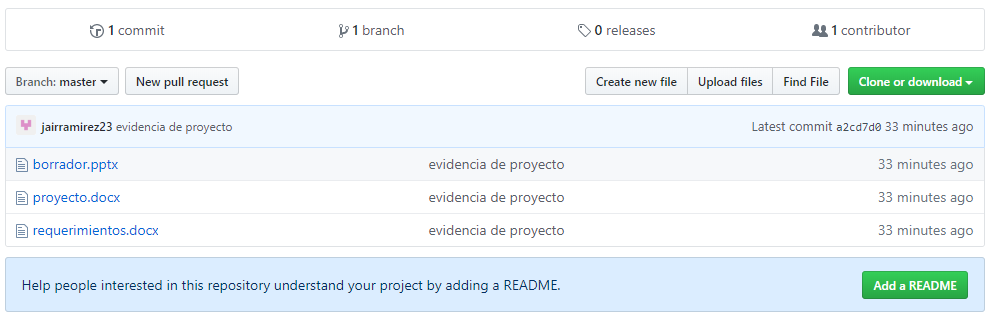 1 commit 1 branch 0 releases 1 contributor
Branch: master New pull request Create new file Upload files Find File Clone or download
jairramirez23 evidencia de proyecto Latest commit a2cd7d0 33 minutes ago
borrador.pptx evidencia de proyecto 33 minutes ago
proyecto.docx evidencia de proyecto 33 minutes ago
requerimientos.docx evidencia de proyecto 33 minutes ago
Help people interested in this repository understand your project by adding a README. Add a README